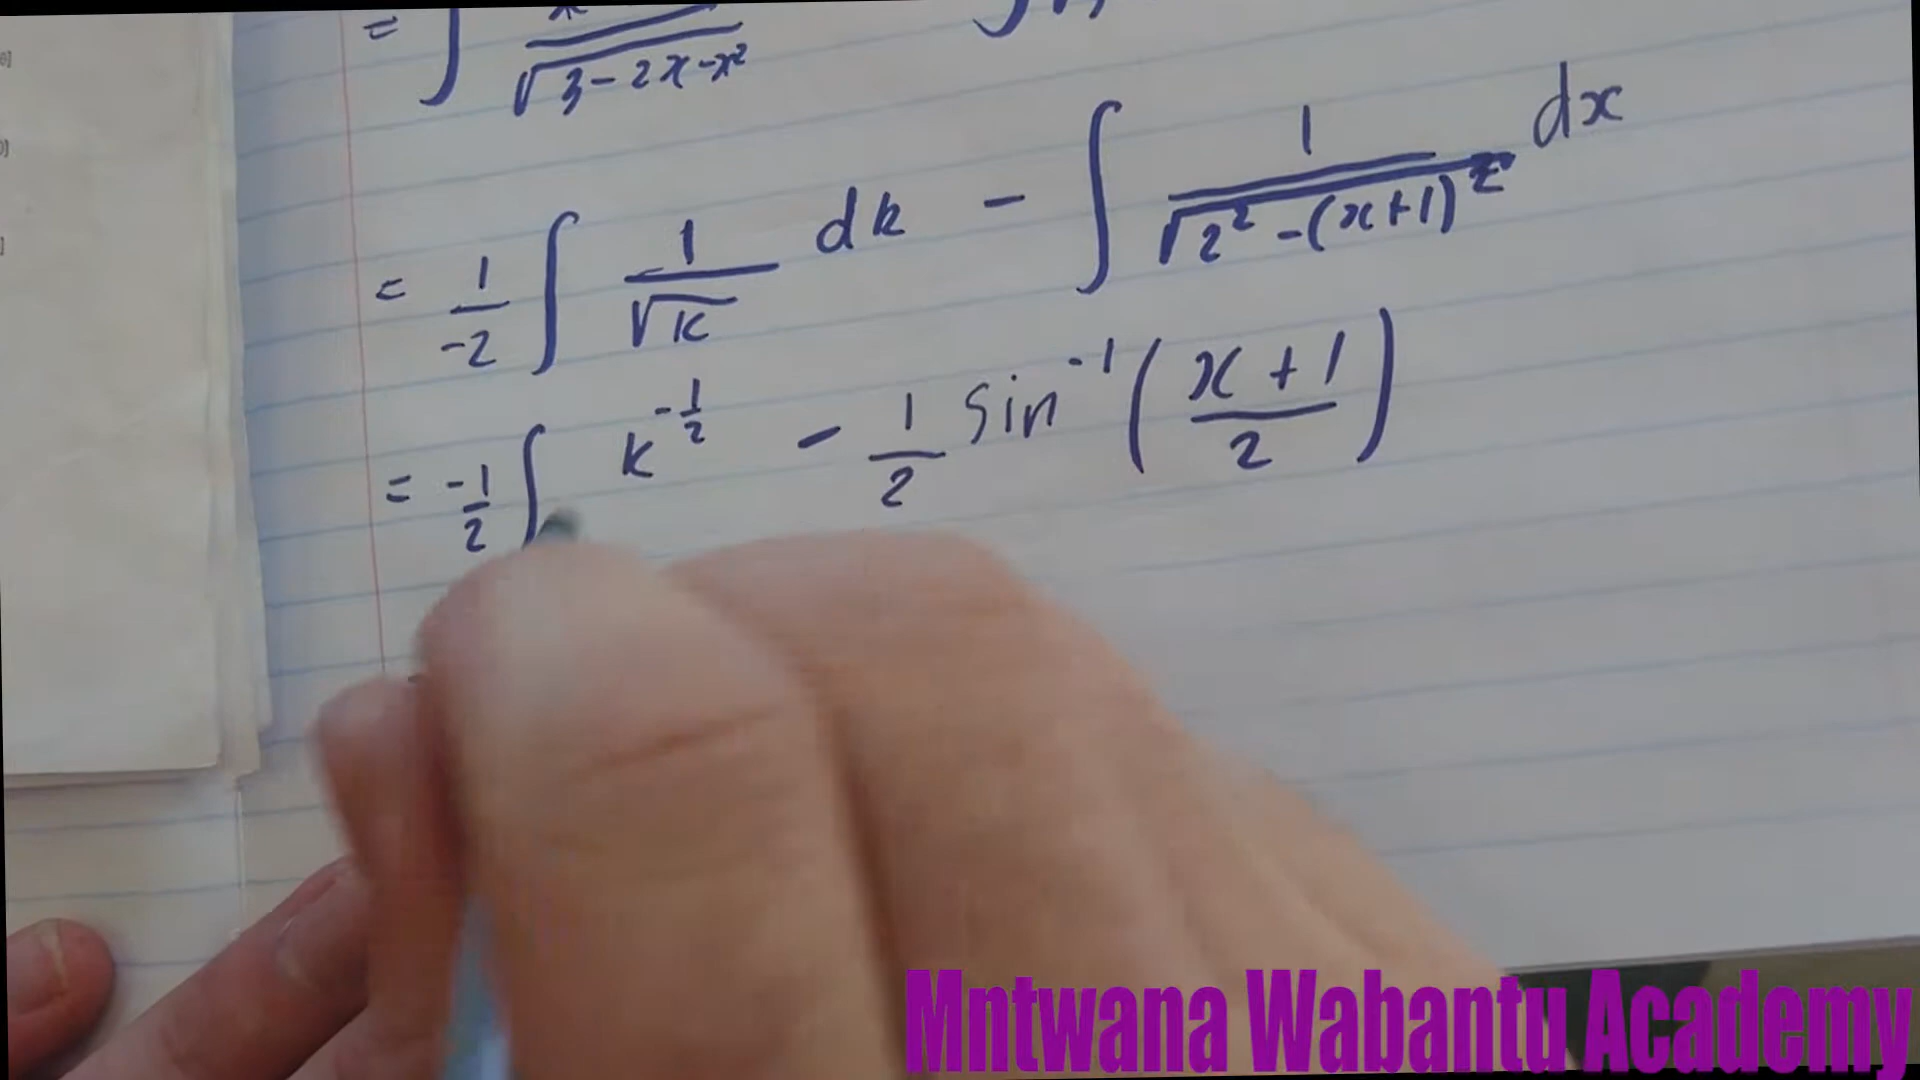 = ∫ x/√(3-2x-x²) ∫
= 1/-2 ∫ 1/√k dk - ∫ 1/√(2²-(x+1)²) dx
= -1/2 ∫ k^(-1/2) - 1/2 sin⁻¹((x+1)/2)
Mntwana Wabantu Academy